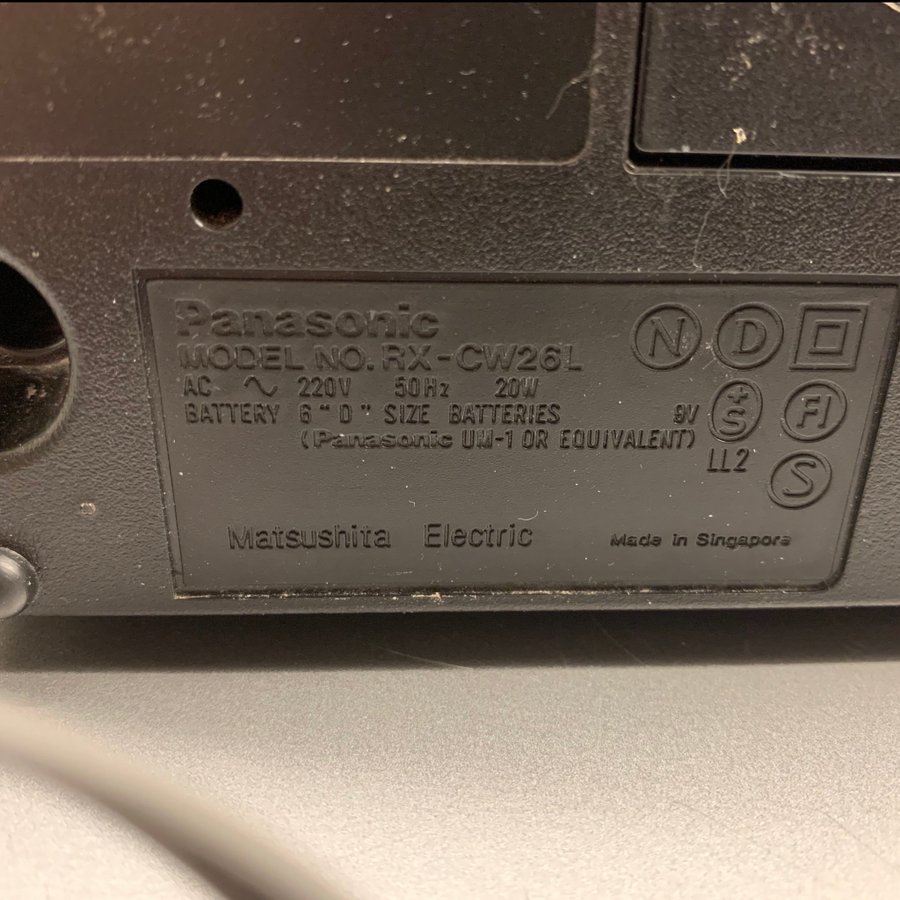 Panasonic
MODEL NO. RX-CW26L
AC ~ 220V 50Hz 20W
BATTERY 6 "D" SIZE BATTERIES 9V
(Panasonic UM-1 OR EQUIVALENT)
N D
+S FI
LL2
S
Matsushita Electric
Made in Singapore